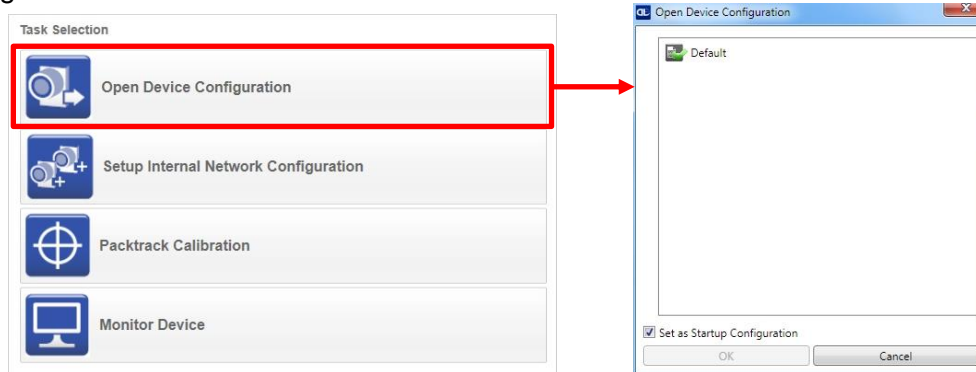 Task Selection
Open Device Configuration
Setup Internal Network Configuration
Packtrack Calibration
Monitor Device
DL Open Device Configuration
Default
Set as Startup Configuration
OK Cancel